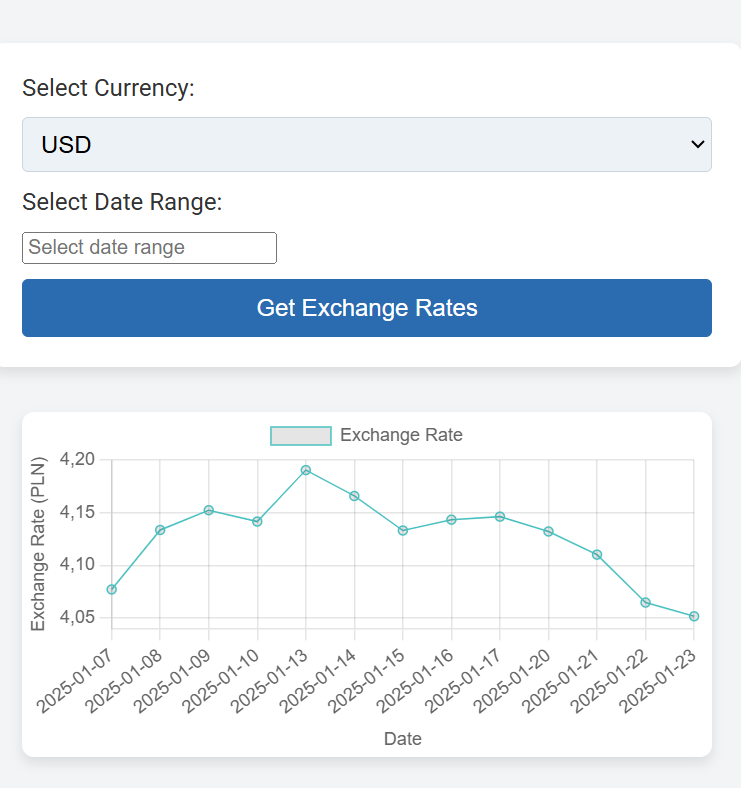 Select Currency:
USD
Select Date Range:
Select date range
Get Exchange Rates
Exchange Rate
Exchange Rate (PLN)
4,20
4,15
4,10
4,05
2025-01-07
2025-01-08
2025-01-09
2025-01-10
2025-01-13
2025-01-14
2025-01-15
2025-01-16
2025-01-17
2025-01-20
2025-01-21
2025-01-22
2025-01-23
Date